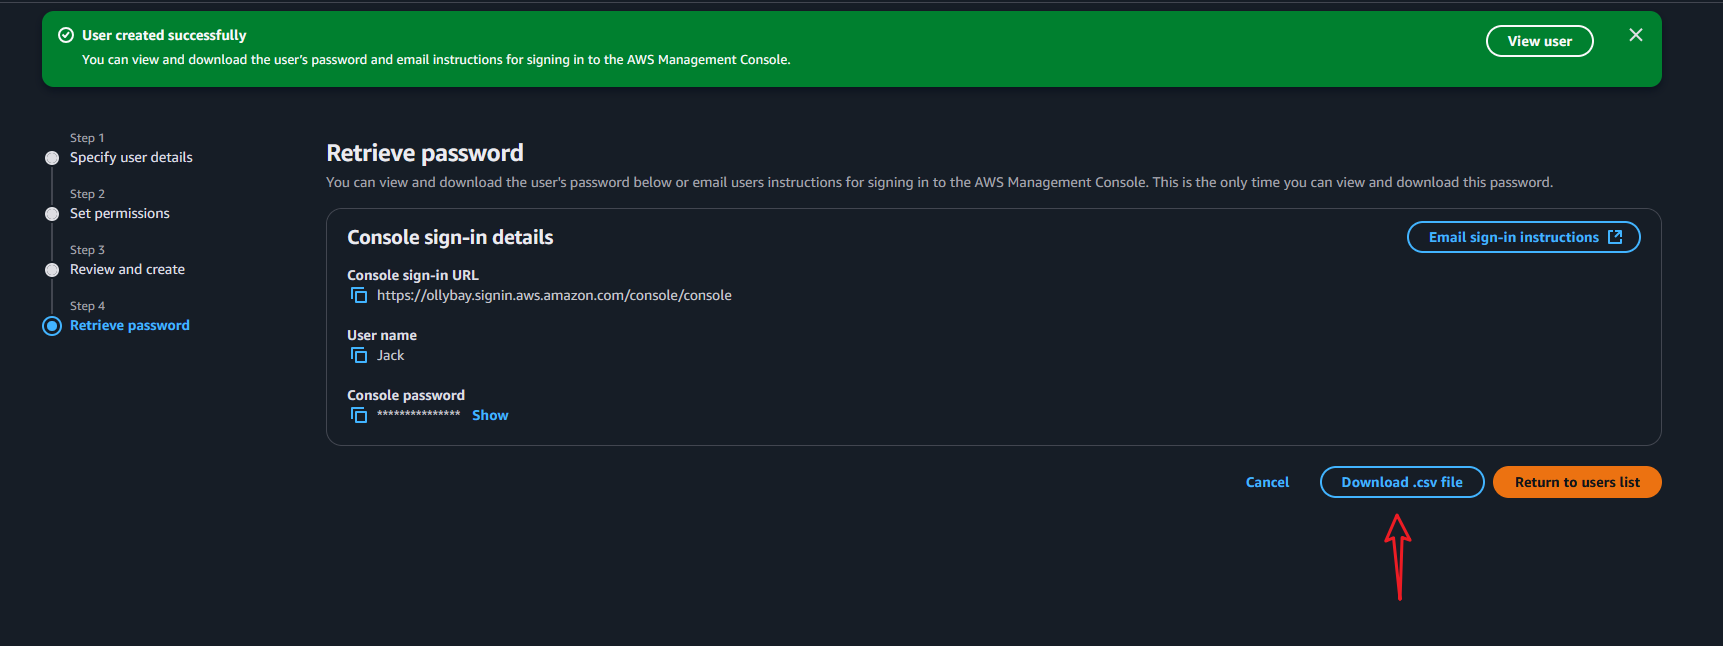 User created successfully
You can view and download the user's password and email instructions for signing in to the AWS Management Console.
View user
Step 1
Specify user details
Step 2
Set permissions
Step 3
Review and create
Step 4
Retrieve password
Retrieve password
You can view and download the user's password below or email users instructions for signing in to the AWS Management Console. This is the only time you can view and download this password.
Console sign-in details
Email sign-in instructions
Console sign-in URL
https://ollybay.signin.aws.amazon.com/console/console
User name
Jack
Console password
*************** Show
Cancel
Download .csv file
Return to users list